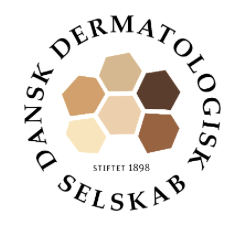 DANSK DERMATOLOGISK
SELSKAB
STIFTET 1898